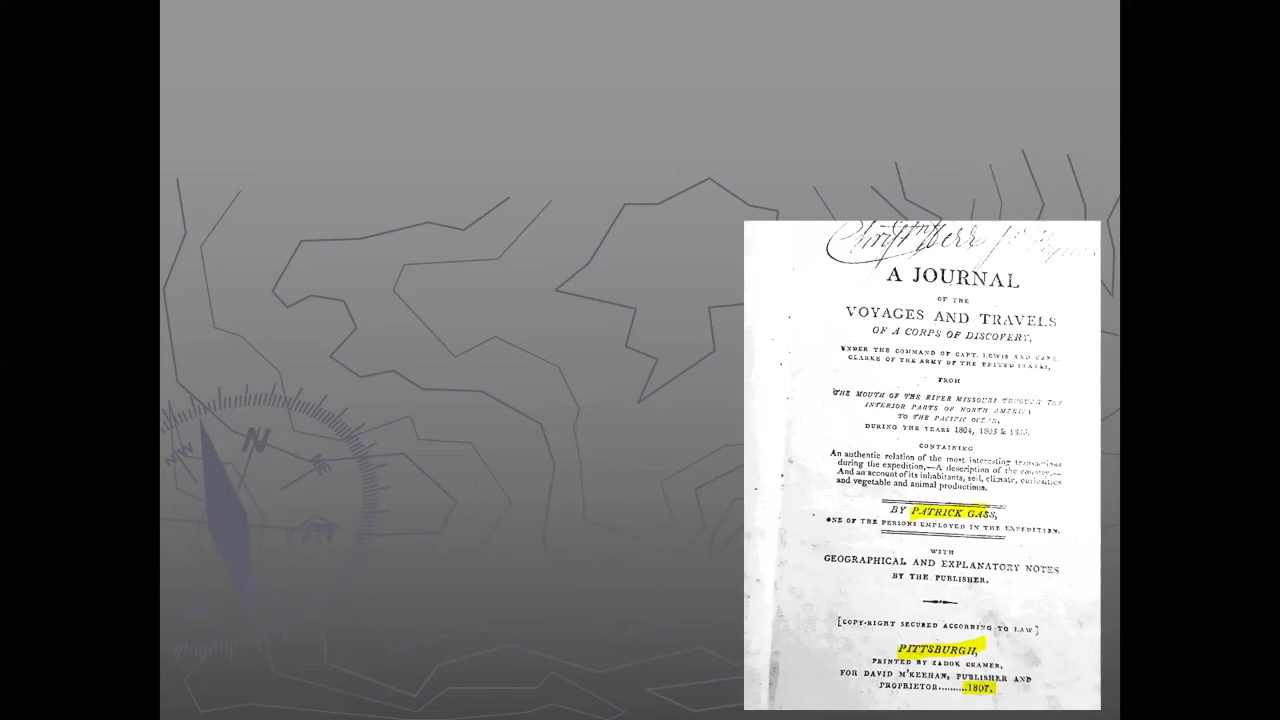 N
NW
NE
A JOURNAL
OF THE
VOYAGES AND TRAVELS
OF A CORPS OF DISCOVERY,
UNDER THE COMMAND OF CAPT. LEWIS AND CAPT.
CLARKE OF THE ARMY OF THE UNITED STATES,
FROM
THE MOUTH OF THE RIVER MISSOURI THROUGH THE
INTERIOR PARTS OF NORTH AMERICA
TO THE PACIFIC OCEAN,
DURING THE YEARS 1804, 1805 & 1806.
CONTAINING
An authentic relation of the most interesting transactions
during the expedition,—A description of the country,—
And an account of its inhabitants, soil, climate, curiosities
and vegetable and animal productions.
BY PATRICK GASS,
ONE OF THE PERSONS EMPLOYED IN THE EXPEDITION.
WITH
GEOGRAPHICAL AND EXPLANATORY NOTES
BY THE PUBLISHER.
[COPY-RIGHT SECURED ACCORDING TO LAW]
PITTSBURGH,
PRINTED BY ZADOK CRAMER,
FOR DAVID M'KEEHAN, PUBLISHER AND
PROPRIETOR..........1807.